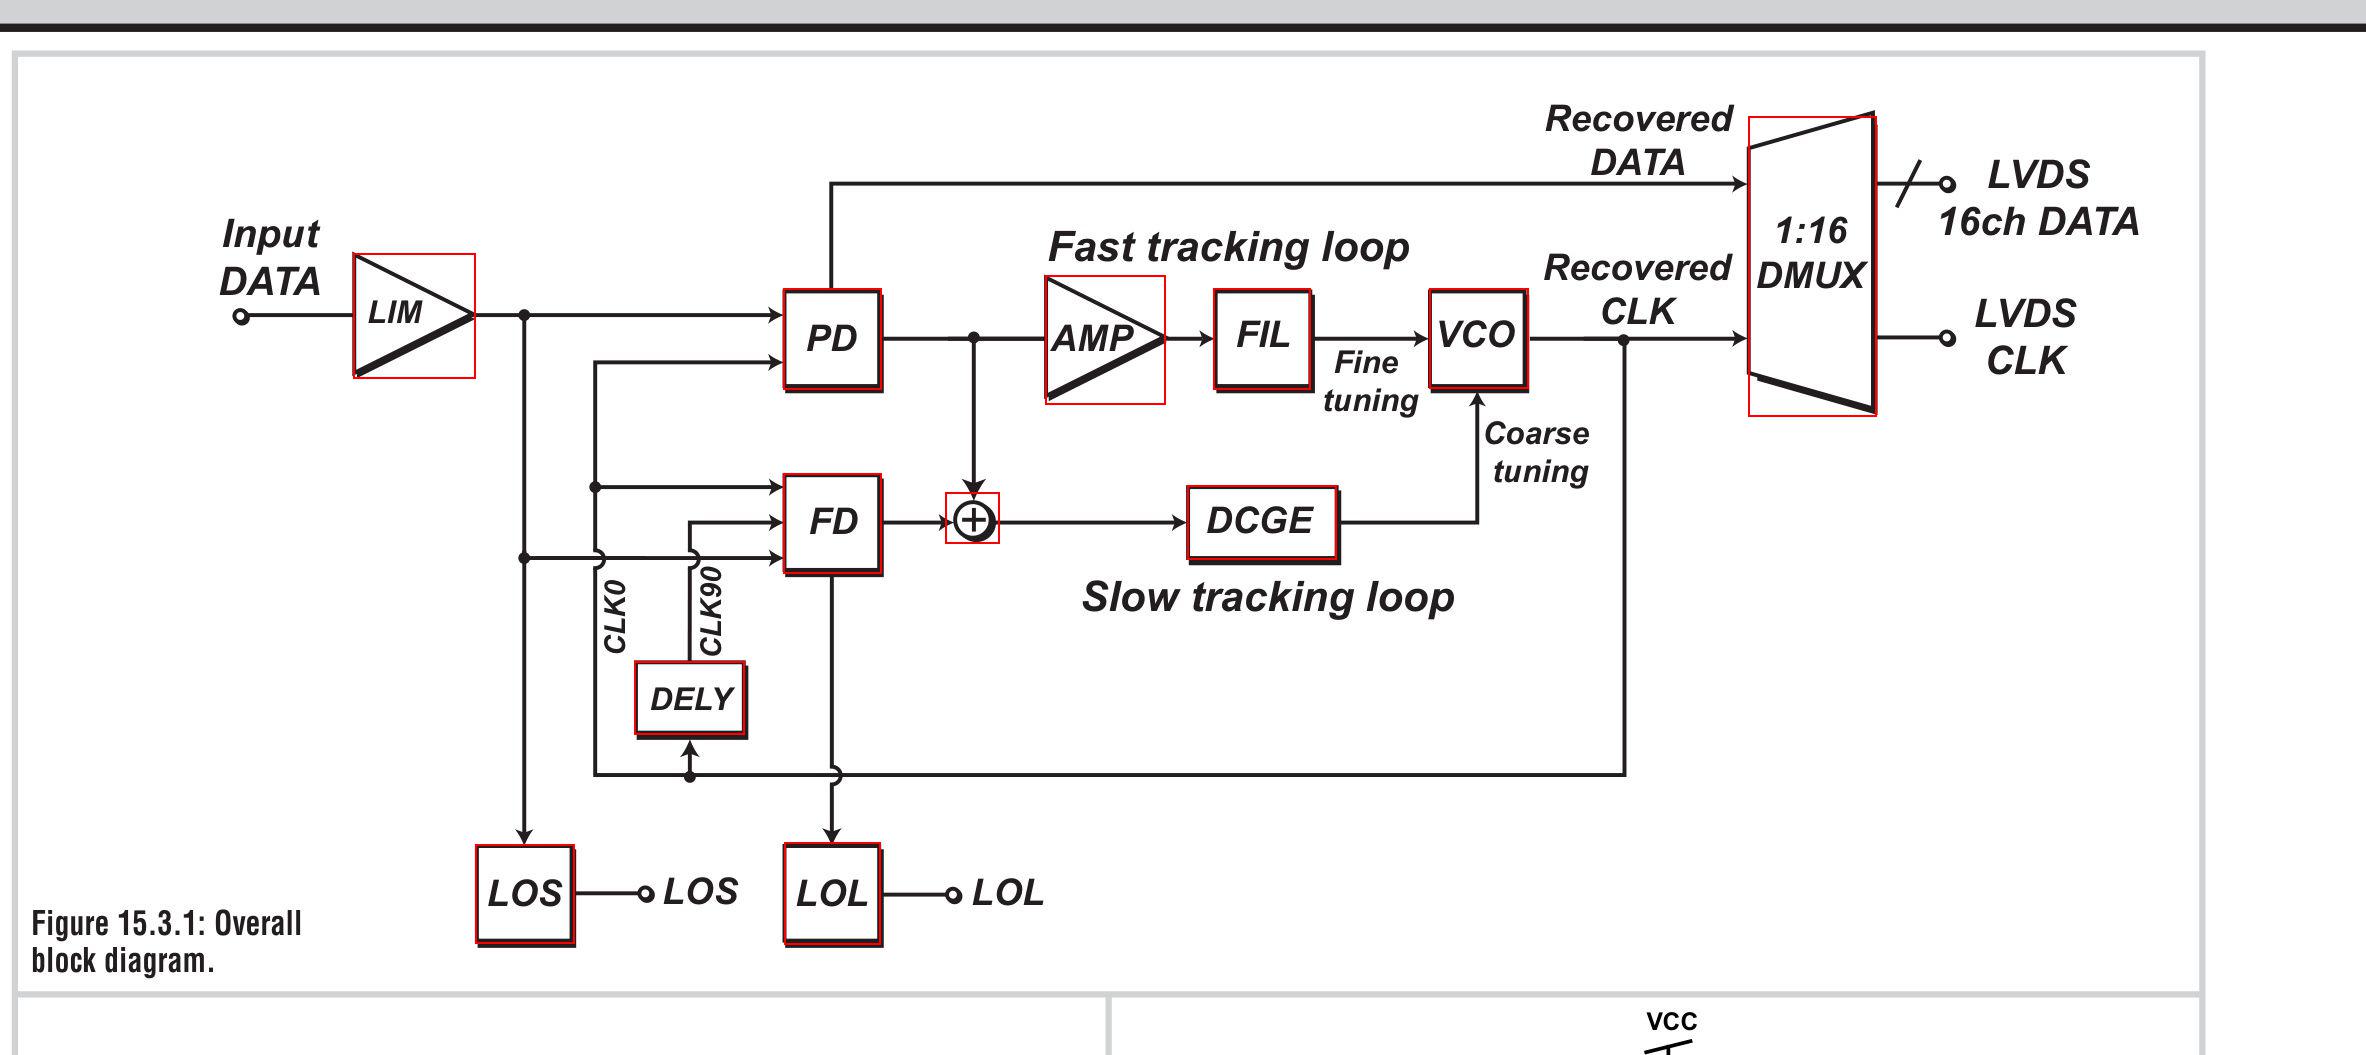 Recovered
DATA
LVDS
16ch DATA
Input
DATA
LIM
Fast tracking loop
1:16
DMUX
Recovered
CLK
LVDS
CLK
PD
AMP
FIL
VCO
Fine
tuning
Coarse
tuning
FD
DCGE
Slow tracking loop
CLK0
CLK90
DELY
LOS
LOS
LOL
LOL
Figure 15.3.1: Overall
block diagram.
VCC